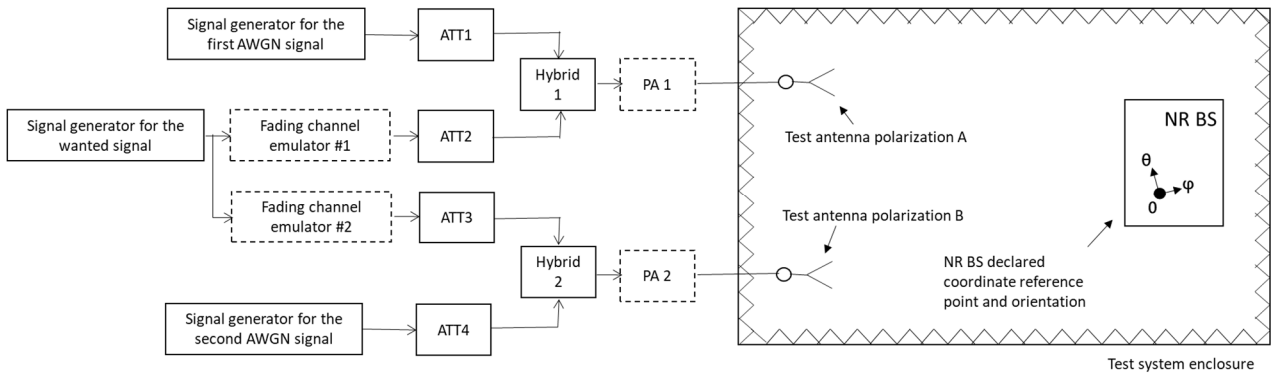 Signal generator for the
first AWGN signal
ATT1
Hybrid
1
PA 1
Signal generator for the
wanted signal
Fading channel
emulator #1
ATT2
Test antenna polarization A
NR BS
θ
φ
0
Fading channel
emulator #2
ATT3
Test antenna polarization B
Hybrid
2
PA 2
NR BS declared
coordinate reference
point and orientation
Signal generator for the
second AWGN signal
ATT4
Test system enclosure